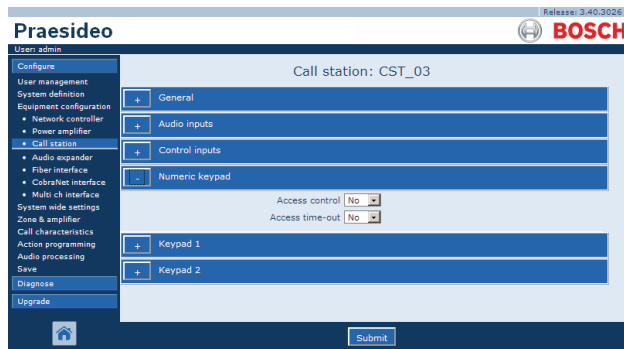 Release: 3.40.3026
Praesideo
BOSCH
User: admin
Configure
User management
System definition
Equipment configuration
• Network controller
• Power amplifier
• Call station
• Audio expander
• Fiber interface
• CobraNet interface
• Multi ch interface
System wide settings
Zone & amplifier
Call characteristics
Action programming
Audio processing
Save
Diagnose
Upgrade
Call station: CST_03
+ General
+ Audio inputs
+ Control inputs
- Numeric keypad
Access control No
Access time-out No
+ Keypad 1
+ Keypad 2
Submit